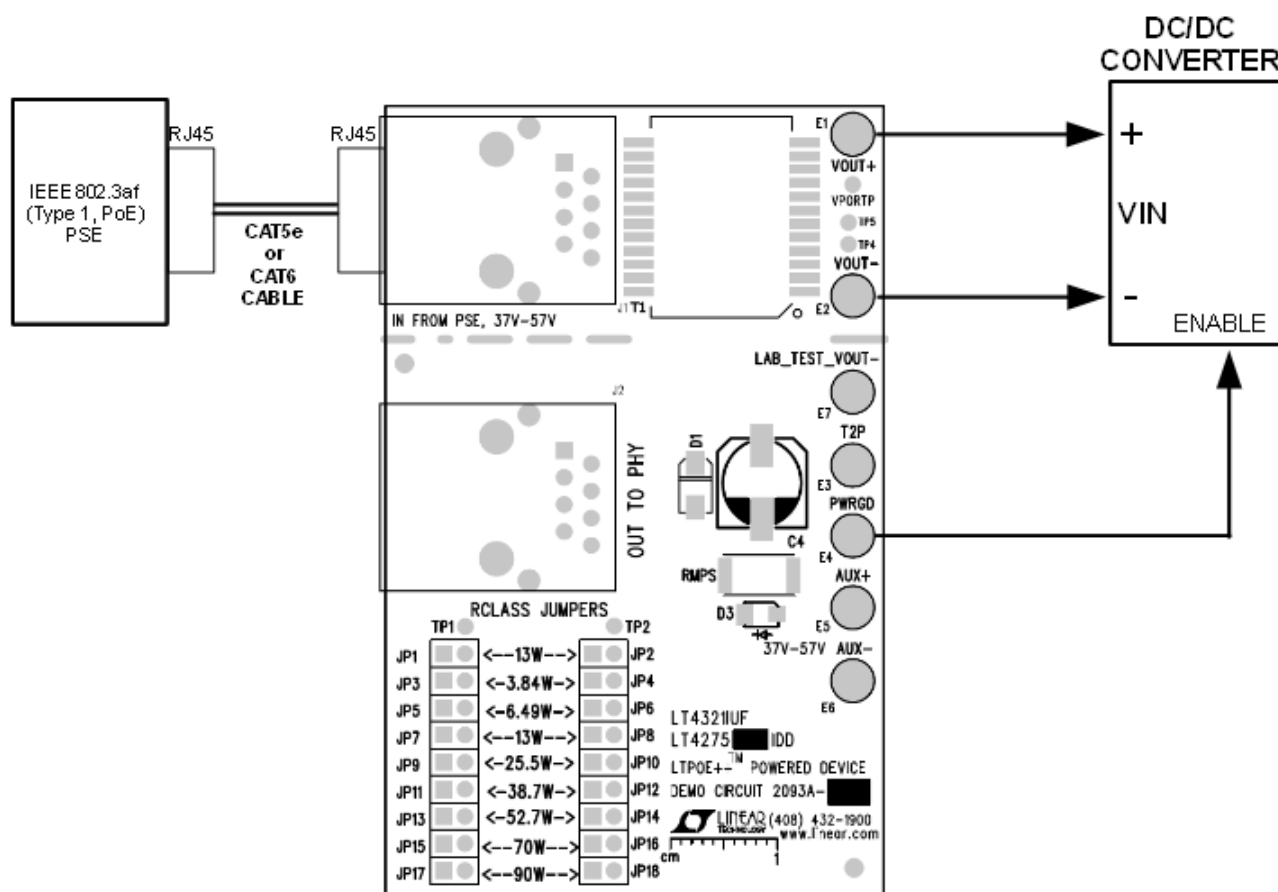 DC/DC
CONVERTER
RJ45
RJ45
IEEE 802.3af
(Type 1, PoE)
PSE
CAT5e
or
CAT6
CABLE
E1
VOUT+
VPORTP
TP5
TP4
VOUT-
E2
+
VIN
-
ENABLE
J1
T1
IN FROM PSE, 37V-57V
LAB_TEST_VOUT-
E7
J2
OUT TO PHY
D1
T2P
E3
PWRGD
C4
E4
RMPS
AUX+
D3
E5
37V-57V
AUX-
E6
RCLASS JUMPERS
TP1
TP2
JP1 <--13W--> JP2
JP3 <-3.84W-> JP4
JP5 <-6.49W-> JP6
JP7 <--13W--> JP8
JP9 <-25.5W-> JP10
JP11 <-38.7W-> JP12
JP13 <-52.7W-> JP14
JP15 <--70W--> JP16
JP17 <--90W--> JP18
LT4321IUF
LT4275 IDD
LTPOE+-™ POWERED DEVICE
DEMO CIRCUIT 2093A-
LINEAR (408) 432-1900
TECHNOLOGY www.linear.com
cm 1